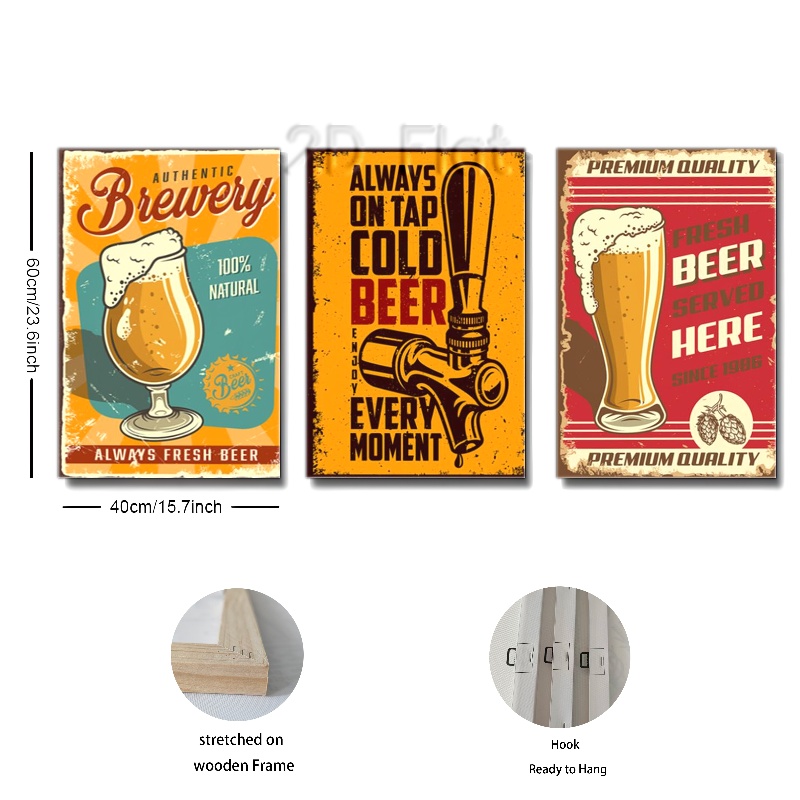 2D Flat
60cm/23.6inch
AUTHENTIC
Brewery
100%
NATURAL
Beer
ALWAYS FRESH BEER
40cm/15.7inch
ALWAYS
ON TAP
COLD
BEER
ENJOY
EVERY
MOMENT
PREMIUM QUALITY
FRESH
BEER
SERVED
HERE
SINCE 1986
PREMIUM QUALITY
stretched on
wooden Frame
Hook
Ready to Hang